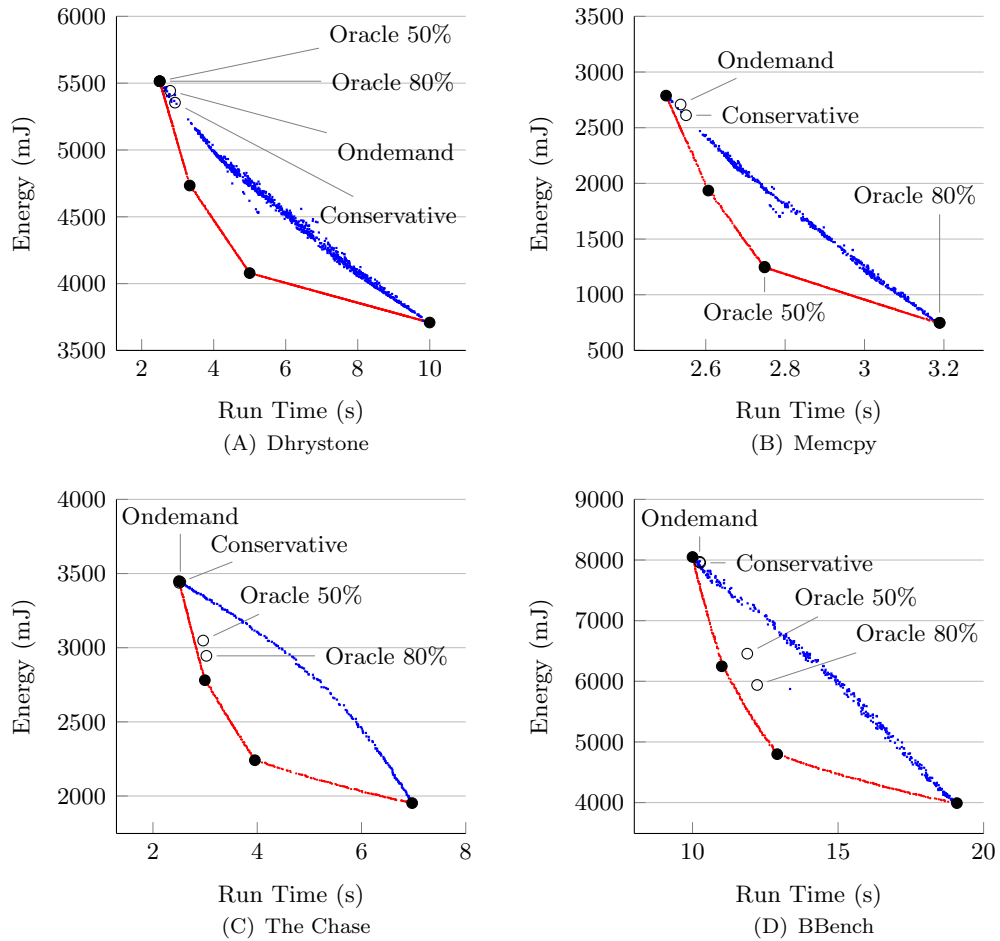 6000
5500
5000
4500
4000
3500
Energy (mJ)
Oracle 50%
Oracle 80%
Ondemand
Conservative
2
4
6
8
10
Run Time (s)
(A) Dhrystone
3500
3000
2500
2000
1500
1000
500
Energy (mJ)
Ondemand
Conservative
Oracle 80%
Oracle 50%
2.6
2.8
3
3.2
Run Time (s)
(B) Memcpy
4000
3500
3000
2500
2000
Energy (mJ)
Ondemand
Conservative
Oracle 50%
Oracle 80%
2
4
6
8
Run Time (s)
(C) The Chase
9000
8000
7000
6000
5000
4000
Energy (mJ)
Ondemand
Conservative
Oracle 50%
Oracle 80%
10
15
20
Run Time (s)
(D) BBench